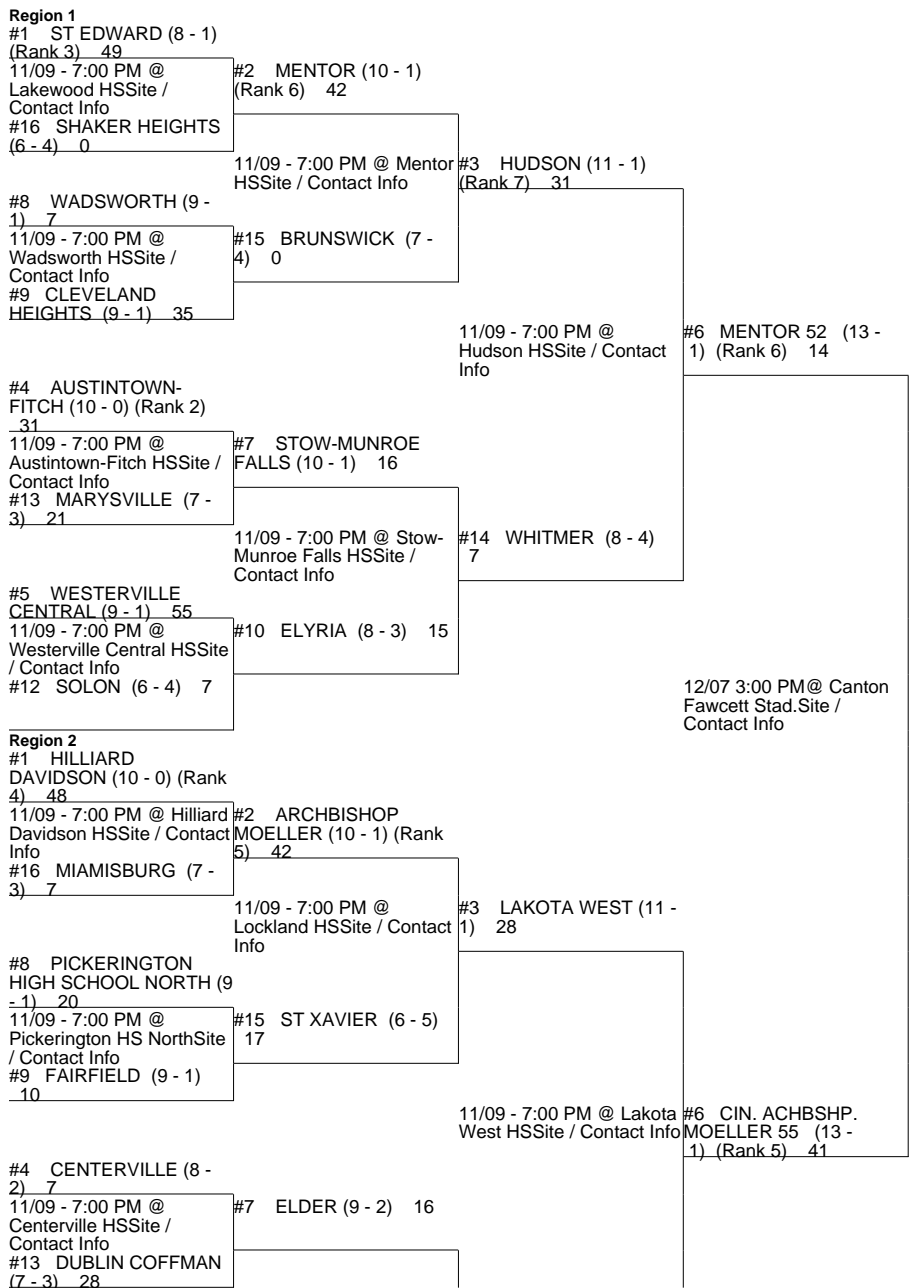 Region 1
#1 ST EDWARD (8 - 1)
(Rank 3) 49
11/09 - 7:00 PM @
Lakewood HSSite /
Contact Info
#16 SHAKER HEIGHTS
(6 - 4) 0
#8 WADSWORTH (9 -
1) 7
11/09 - 7:00 PM @
Wadsworth HSSite /
Contact Info
#9 CLEVELAND
HEIGHTS (9 - 1) 35
#4 AUSTINTOWN-
FITCH (10 - 0) (Rank 2)
31
11/09 - 7:00 PM @
Austintown-Fitch HSSite /
Contact Info
#13 MARYSVILLE (7 -
3) 21
#5 WESTERVILLE
CENTRAL (9 - 1) 55
11/09 - 7:00 PM @
Westerville Central HSSite
/ Contact Info
#12 SOLON (6 - 4) 7
Region 2
#1 HILLIARD
DAVIDSON (10 - 0) (Rank
4) 48
11/09 - 7:00 PM @ Hilliard
Davidson HSSite / Contact
Info
#16 MIAMISBURG (7 -
3) 7
#8 PICKERINGTON
HIGH SCHOOL NORTH (9
- 1) 20
11/09 - 7:00 PM @
Pickerington HS NorthSite
/ Contact Info
#9 FAIRFIELD (9 - 1)
10
#4 CENTERVILLE (8 -
2) 7
11/09 - 7:00 PM @
Centerville HSSite /
Contact Info
#13 DUBLIN COFFMAN
(7 - 3) 28
#2 MENTOR (10 - 1)
(Rank 6) 42
11/09 - 7:00 PM @ Mentor
HSSite / Contact Info
#15 BRUNSWICK (7 -
4) 0
#7 STOW-MUNROE
FALLS (10 - 1) 16
11/09 - 7:00 PM @ Stow-
Munroe Falls HSSite /
Contact Info
#10 ELYRIA (8 - 3) 15
#2 ARCHBISHOP
MOELLER (10 - 1) (Rank
5) 42
11/09 - 7:00 PM @
Lockland HSSite / Contact
Info
#15 ST XAVIER (6 - 5)
17
#7 ELDER (9 - 2) 16
#3 HUDSON (11 - 1)
(Rank 7) 31
11/09 - 7:00 PM @
Hudson HSSite / Contact
Info
#14 WHITMER (8 - 4)
7
#3 LAKOTA WEST (11 -
1) 28
11/09 - 7:00 PM @ Lakota
West HSSite / Contact Info
#6 MENTOR 52 (13 -
1) (Rank 6) 14
12/07 3:00 PM@ Canton
Fawcett Stad.Site /
Contact Info
#6 CIN. ACHBSHP.
MOELLER 55 (13 -
1) (Rank 5) 41